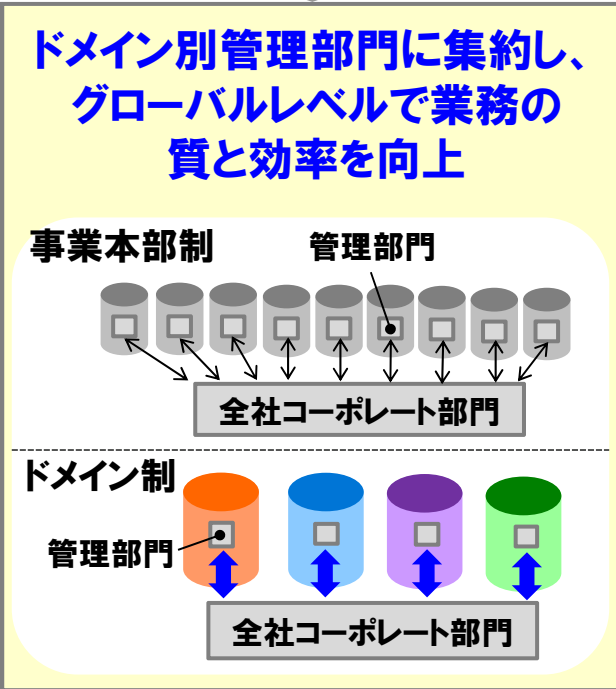 ドメイン別管理部門に集約し、
グローバルレベルで業務の
質と効率を向上
事業本部制
管理部門
全社コーポレート部門
ドメイン制
管理部門
全社コーポレート部門